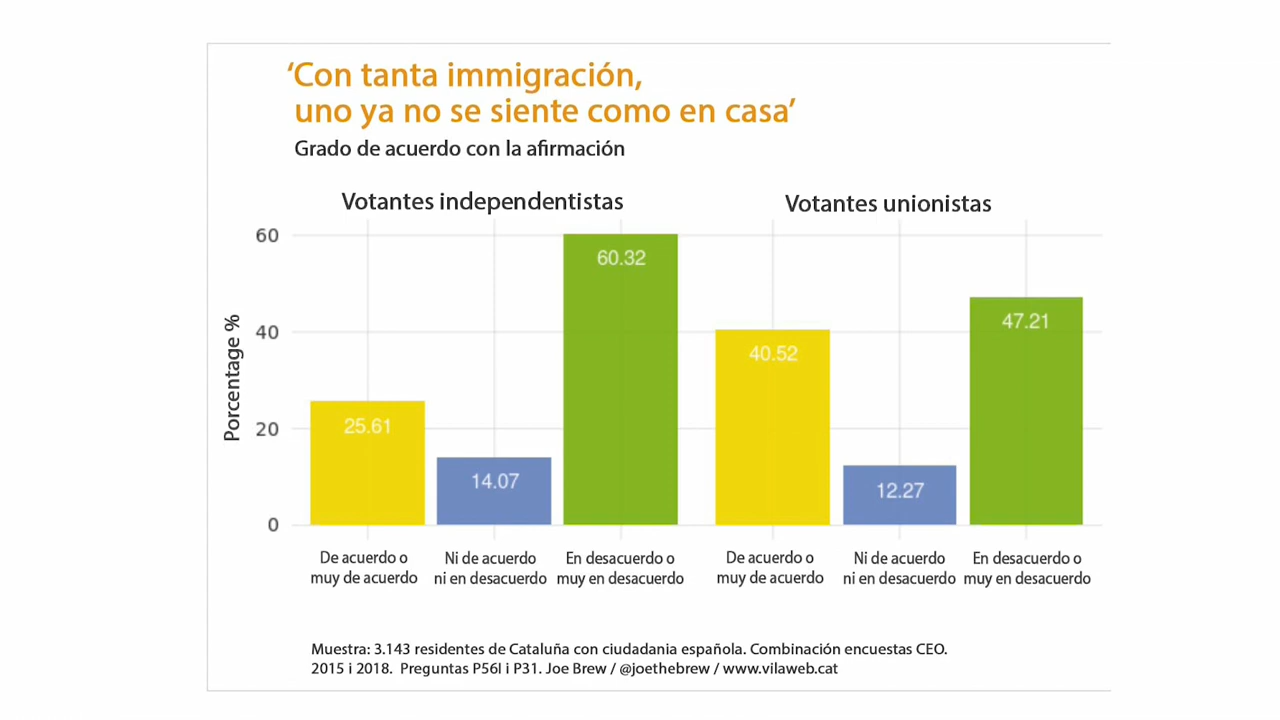 ‘Con tanta immigración,
uno ya no se siente como en casa’
Grado de acuerdo con la afirmación
Votantes independentistas
Votantes unionistas
Porcentage %
60
40
20
0
25.61
14.07
60.32
40.52
12.27
47.21
De acuerdo o
muy de acuerdo
Ni de acuerdo
ni en desacuerdo
En desacuerdo o
muy en desacuerdo
De acuerdo o
muy de acuerdo
Ni de acuerdo
ni en desacuerdo
En desacuerdo o
muy en desacuerdo
Muestra: 3.143 residentes de Cataluña con ciudadania española. Combinación encuestas CEO.
2015 i 2018. Preguntas P56I i P31. Joe Brew / @joethebrew / www.vilaweb.cat